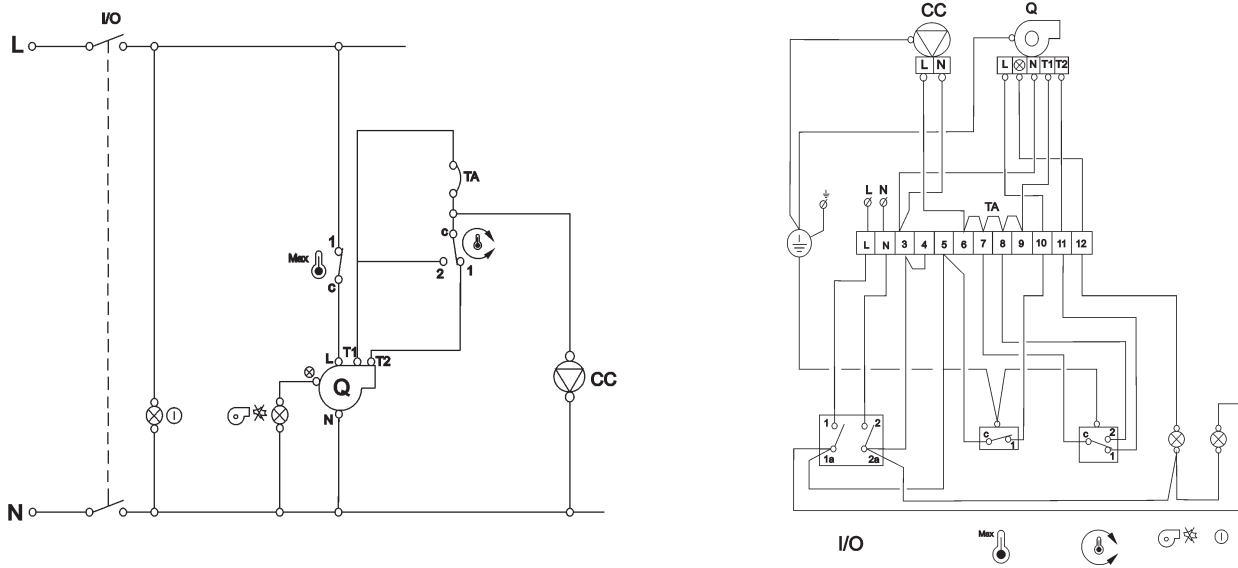 I/O
L
TA
c
1
Max
2 1
c
L T1 T2
Q
CC
N
N
CC Q
L N
L N T1 T2
L N
TA
L N 3 4 5 6 7 8 9 10 11 12
1 2
1a 2a
c 1
c 2
1
I/O
Max